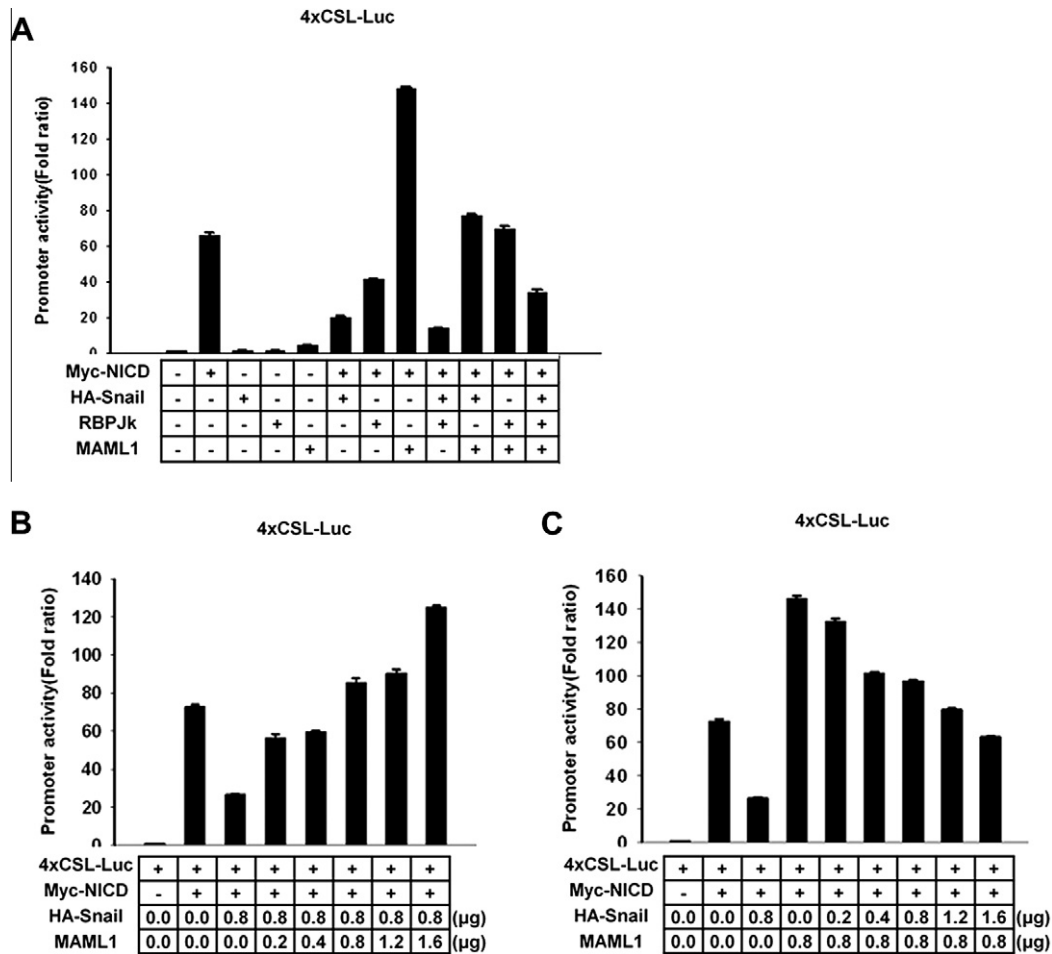 A
4xCSL-Luc
Promoter activity(Fold ratio)
160
140
120
100
80
60
40
20
0
Myc-NICD - + - - - + + + + + + +
HA-Snail - - + - - + - - + + - +
RBPJk - - - + - - + - + - + +
MAML1 - - - - + - - + - + + +
B
4xCSL-Luc
Promoter activity(Fold ratio)
140
120
100
80
60
40
20
0
4xCSL-Luc + + + + + + + +
Myc-NICD - + + + + + + +
HA-Snail 0.0 0.0 0.8 0.8 0.8 0.8 0.8 0.8 (µg)
MAML1 0.0 0.0 0.0 0.2 0.4 0.8 1.2 1.6 (µg)
C
4xCSL-Luc
Promoter activity(Fold ratio)
160
140
120
100
80
60
40
20
0
4xCSL-Luc + + + + + + + + +
Myc-NICD - + + + + + + + +
HA-Snail 0.0 0.0 0.8 0.0 0.2 0.4 0.8 1.2 1.6 (µg)
MAML1 0.0 0.0 0.0 0.8 0.8 0.8 0.8 0.8 0.8 (µg)